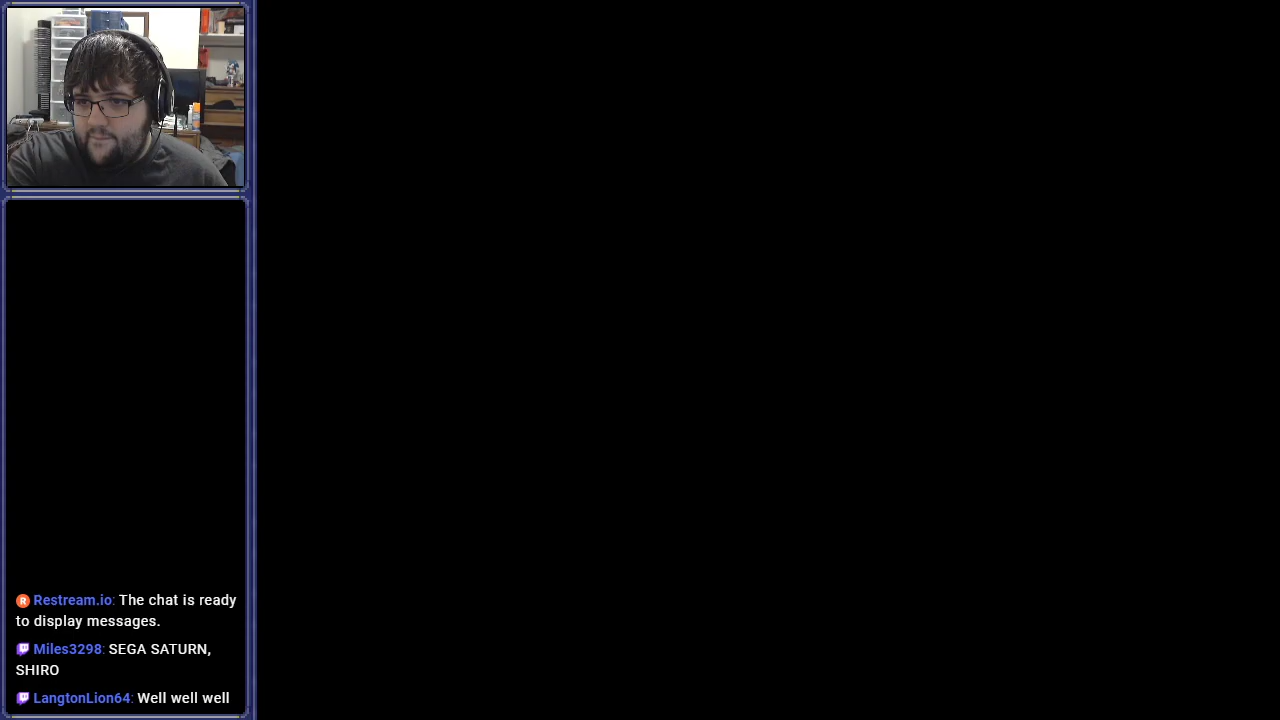 Restream.io: The chat is ready
to display messages.
Miles3298: SEGA SATURN,
SHIRO
LangtonLion64: Well well well